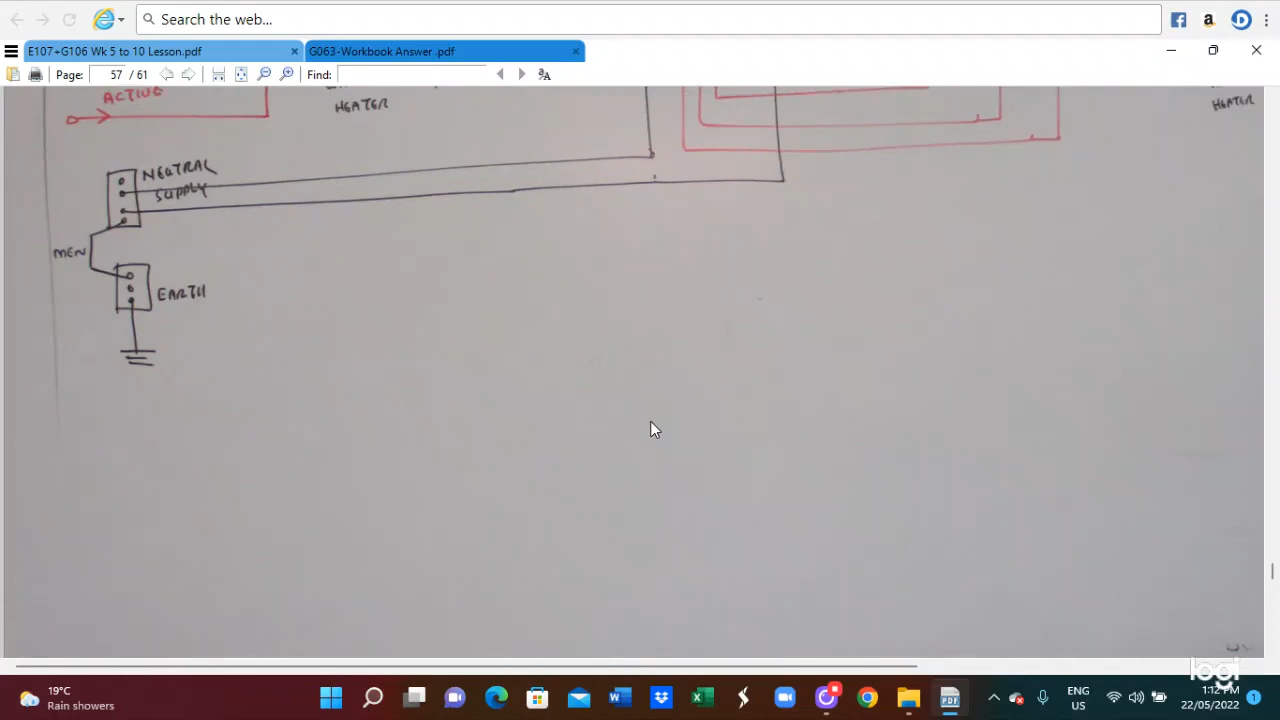 Search the web...
E107+G106 Wk 5 to 10 Lesson.pdf
G063-Workbook Answer .pdf
Page: 57 / 61
Find:
ACTIVE
HEATER
HEATER
NEUTRAL
SUPPLY
MEN
EARTH
logi
19°C
Rain showers
ENG
US
1:12 PM
22/05/2022